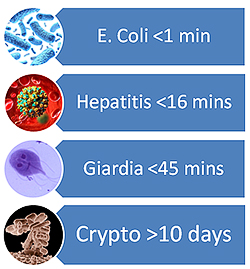 E. Coli <1 min
Hepatitis <16 mins
Giardia <45 mins
Crypto >10 days